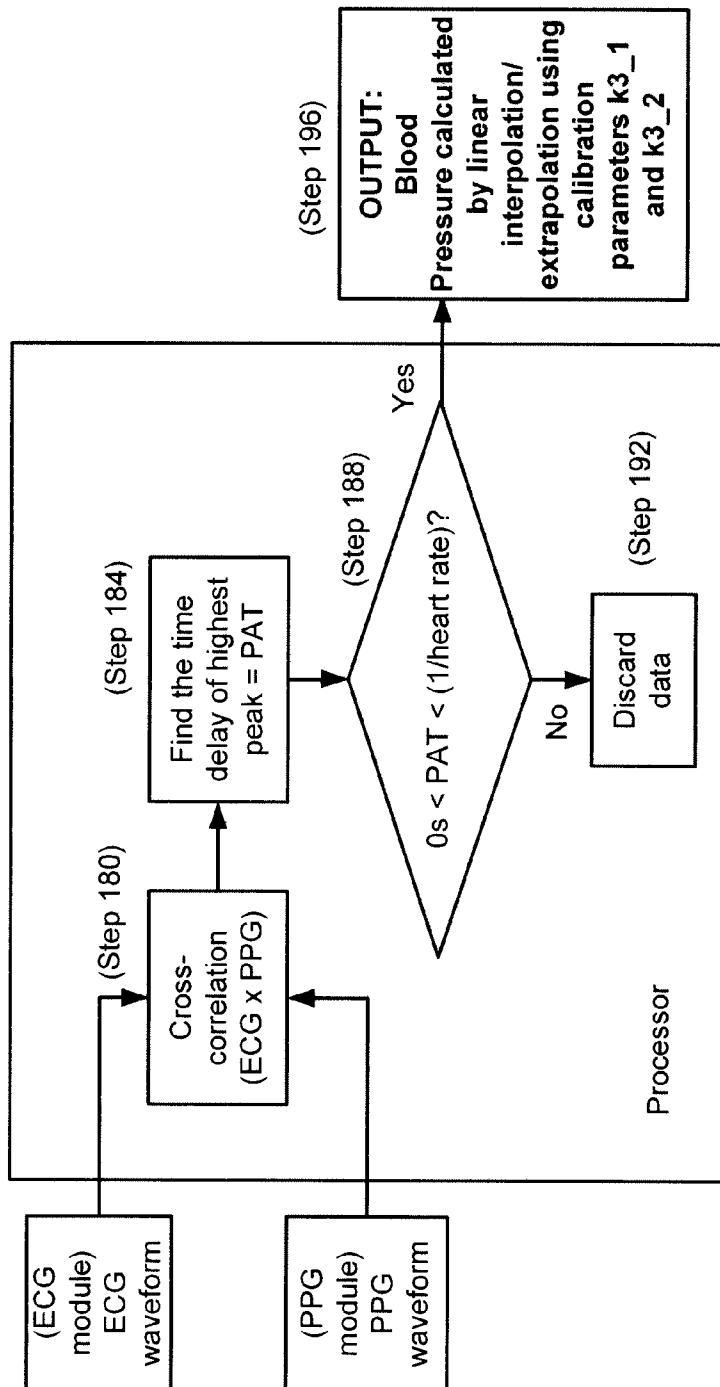 (ECG
module)
ECG
waveform
(PPG
module)
PPG
waveform
(Step 180)
Cross-
correlation
(ECG x PPG)
(Step 184)
Find the time
delay of highest
peak = PAT
(Step 188)
0s < PAT < (1/heart rate)?
Yes
No
(Step 192)
Discard
data
Processor
(Step 196)
OUTPUT:
Blood
Pressure calculated
by linear
interpolation/
extrapolation using
calibration
parameters k3_1
and k3_2